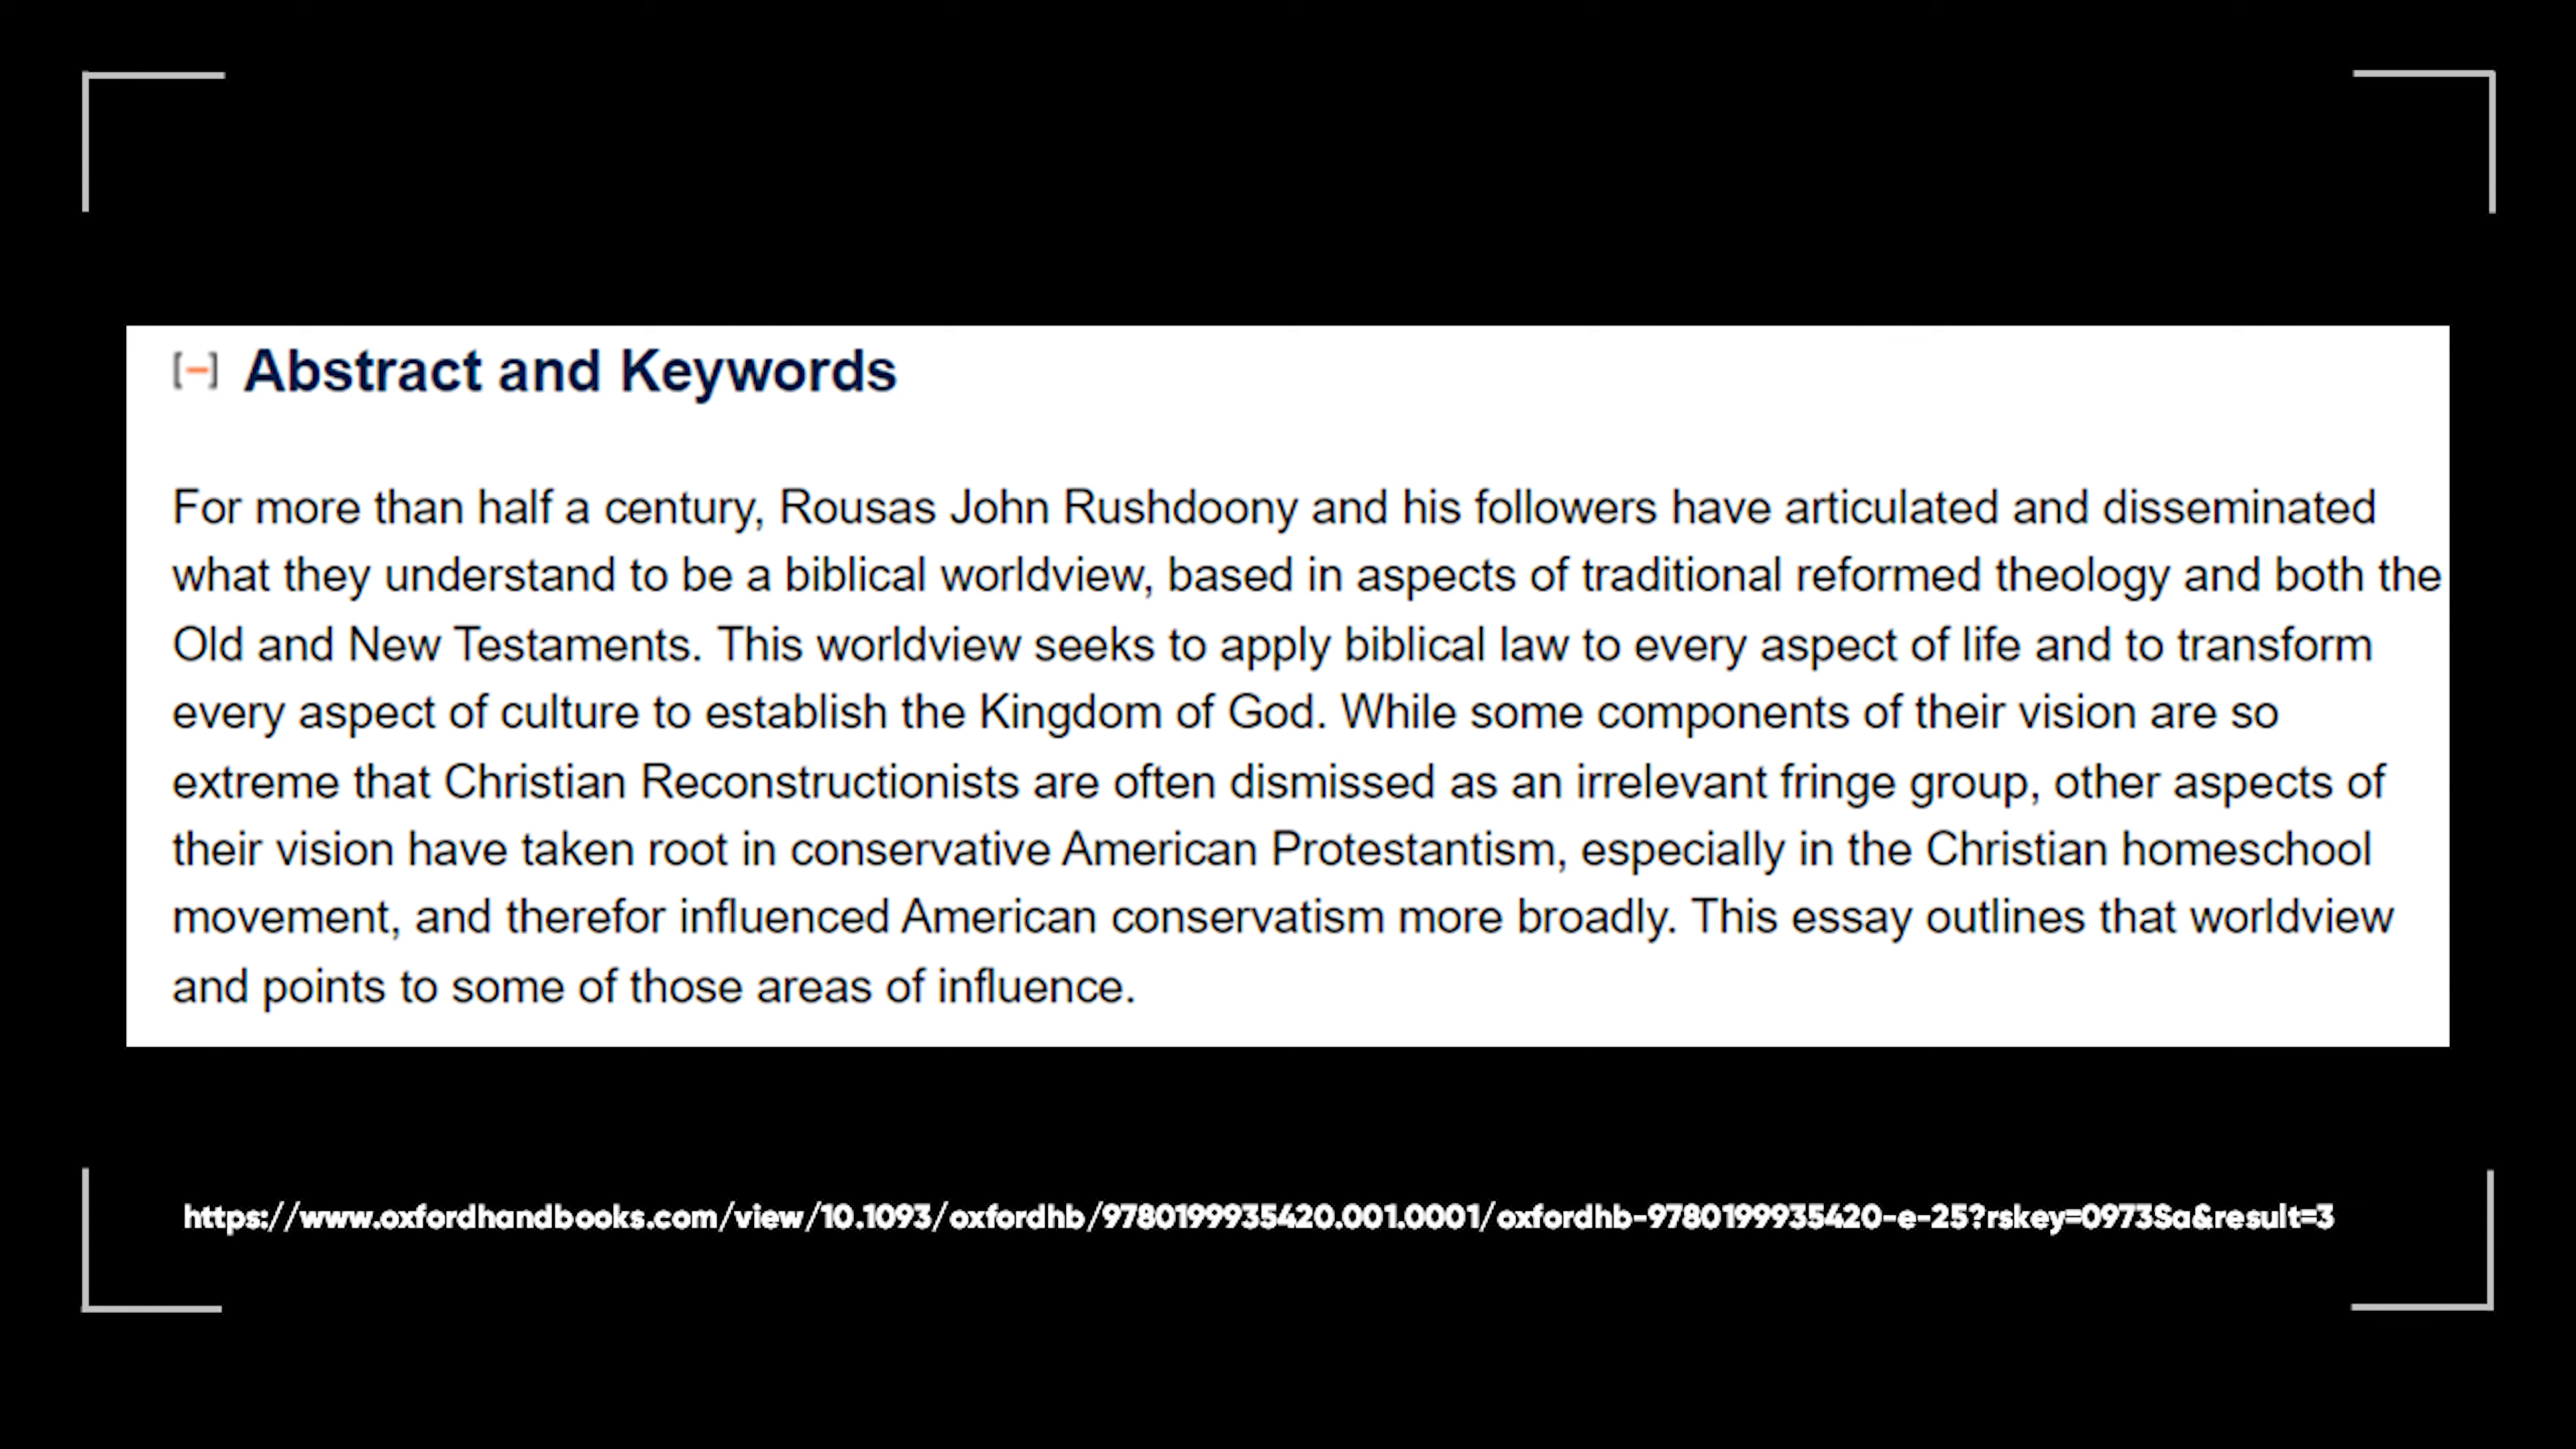 [-] Abstract and Keywords
For more than half a century, Rousas John Rushdoony and his followers have articulated and disseminated
what they understand to be a biblical worldview, based in aspects of traditional reformed theology and both the
Old and New Testaments. This worldview seeks to apply biblical law to every aspect of life and to transform
every aspect of culture to establish the Kingdom of God. While some components of their vision are so
extreme that Christian Reconstructionists are often dismissed as an irrelevant fringe group, other aspects of
their vision have taken root in conservative American Protestantism, especially in the Christian homeschool
movement, and therefor influenced American conservatism more broadly. This essay outlines that worldview
and points to some of those areas of influence.
https://www.oxfordhandbooks.com/view/10.1093/oxfordhb/9780199935420.001.0001/oxfordhb-9780199935420-e-25?rskey=0973Sa&result=3